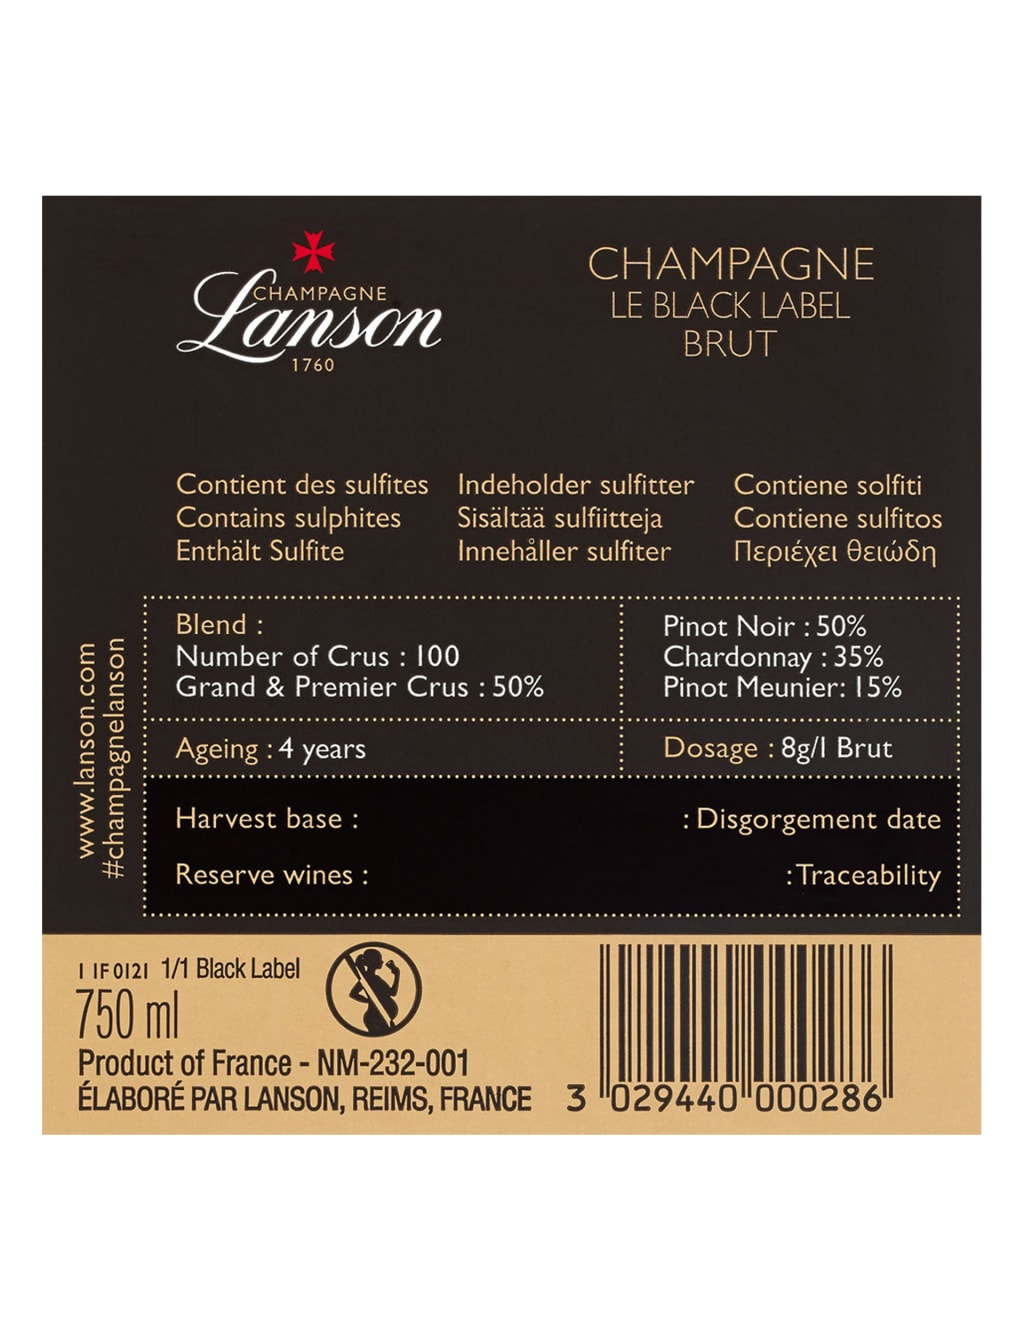 CHAMPAGNE
Lanson
1760
CHAMPAGNE
LE BLACK LABEL
BRUT
Contient des sulfites
Contains sulphites
Enthält Sulfite
Indeholder sulfitter
Sisältää sulfiitteja
Innehåller sulfiter
Contiene solfiti
Contiene sulfitos
Περιέχει θειώδη
www.lanson.com
#champagnelanson
Blend :
Number of Crus : 100
Grand & Premier Crus : 50%
Pinot Noir : 50%
Chardonnay : 35%
Pinot Meunier: 15%
Ageing : 4 years
Dosage : 8g/l Brut
Harvest base :
: Disgorgement date
Reserve wines :
:Traceability
1 1F0121 1/1 Black Label
750 ml
Product of France - NM-232-001
ÉLABORÉ PAR LANSON, REIMS, FRANCE
3 029440 000286